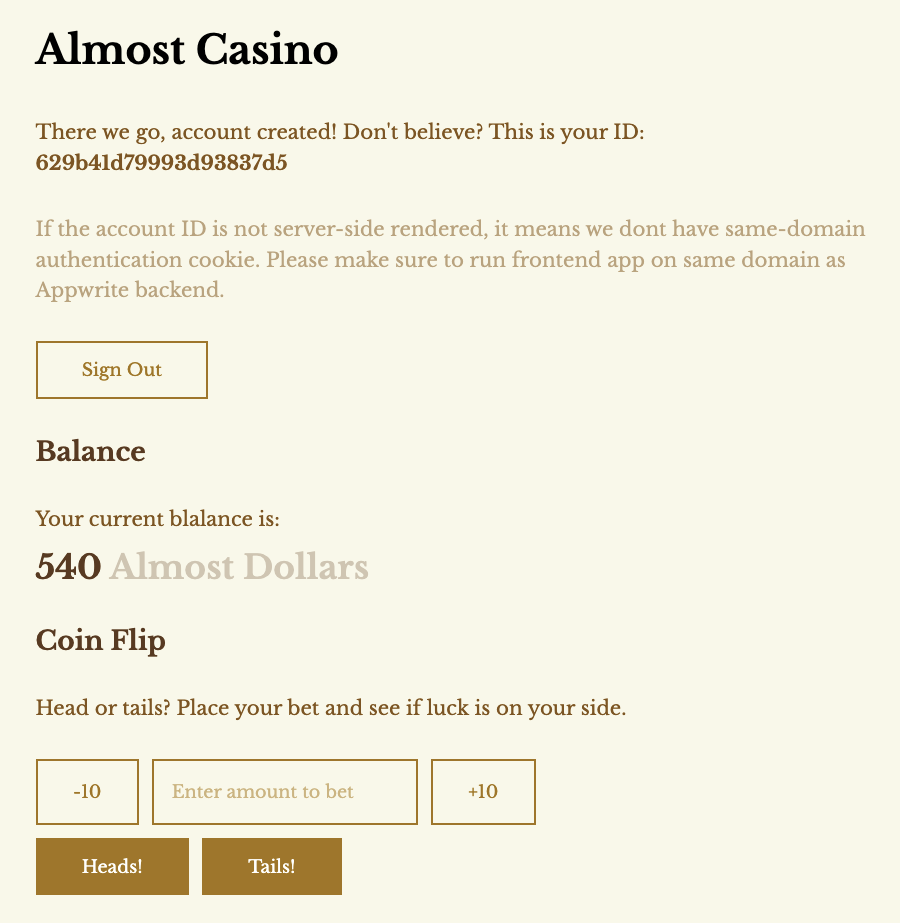 Almost Casino
There we go, account created! Don't believe? This is your ID:
629b41d79993d93837d5
If the account ID is not server-side rendered, it means we dont have same-domain
authentication cookie. Please make sure to run frontend app on same domain as
Appwrite backend.
Sign Out
Balance
Your current blalance is:
540 Almost Dollars
Coin Flip
Head or tails? Place your bet and see if luck is on your side.
-10 Enter amount to bet +10
Heads! Tails!